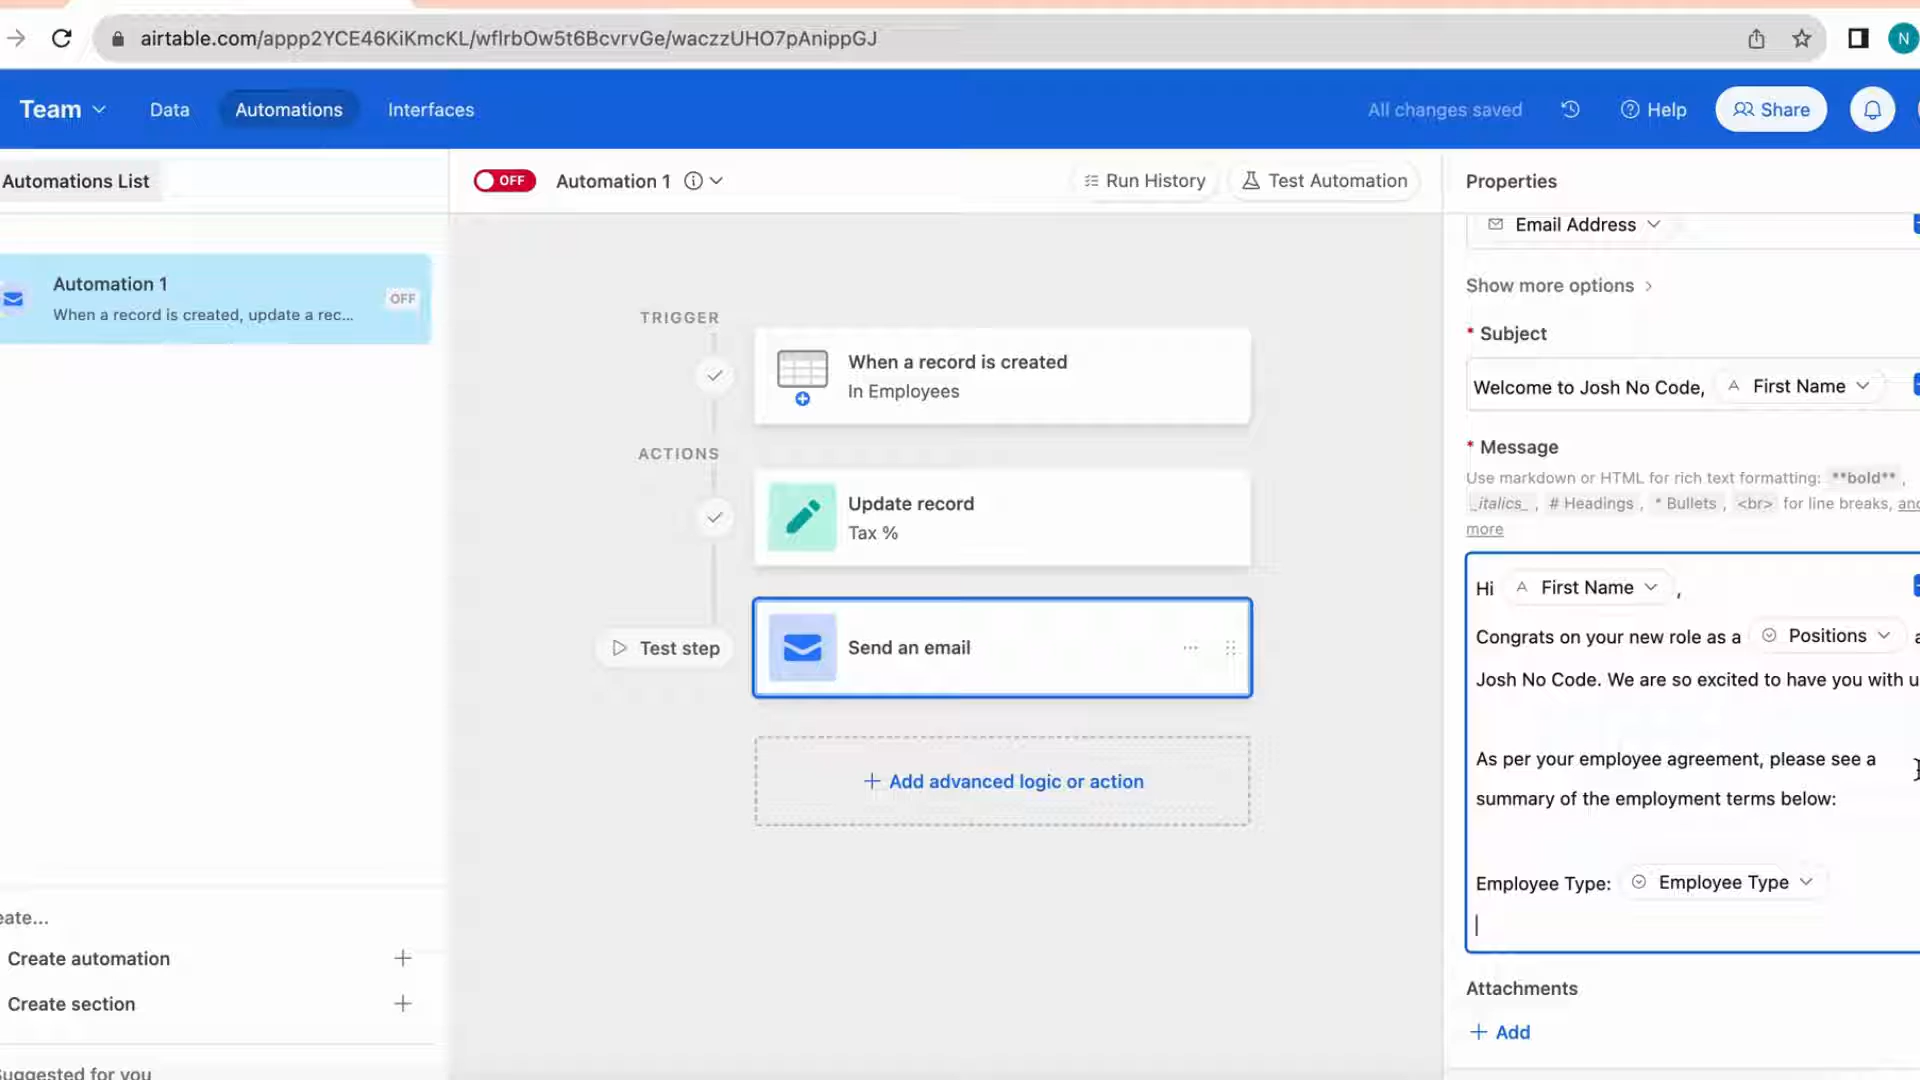 airtable.com/appp2YCE46KiKmcKL/wflrbOw5t6BcvrvGe/waczzUHO7pAnippGJ
N
Team
Data
Automations
Interfaces
All changes saved
Help
Share
Automations List
OFF
Automation 1
Run History
Test Automation
Properties
Automation 1
When a record is created, update a rec...
OFF
TRIGGER
When a record is created
In Employees
ACTIONS
Update record
Tax %
Test step
Send an email
+ Add advanced logic or action
Email Address
Show more options
* Subject
Welcome to Josh No Code, A First Name
* Message
Use markdown or HTML for rich text formatting: **bold** ,
_italics_ , # Headings , * Bullets , <br> for line breaks, and
more
Hi A First Name ,
Congrats on your new role as a Positions a
Josh No Code. We are so excited to have you with u
As per your employee agreement, please see a
summary of the employment terms below:
Employee Type: Employee Type
Attachments
+ Add
eate...
Create automation +
Create section +
Suggested for you